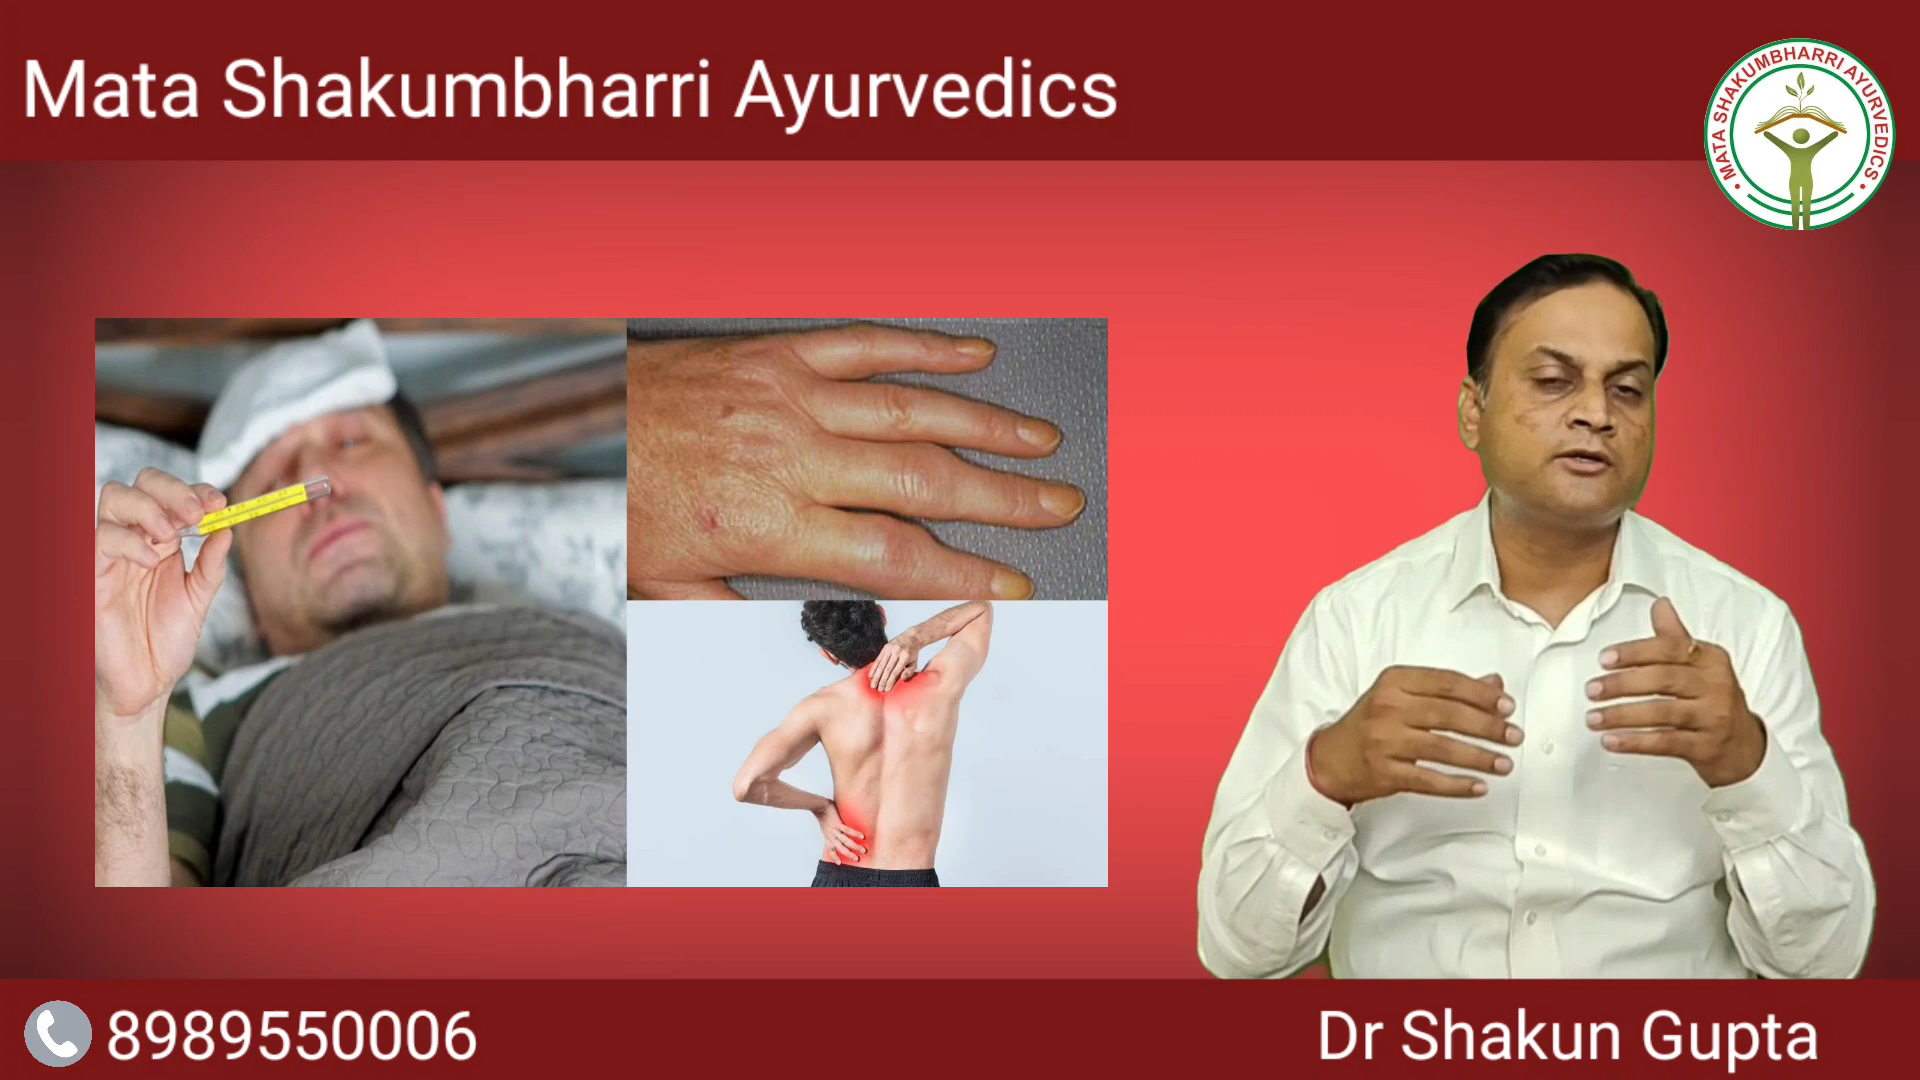 Mata Shakumbharri Ayurvedics
• MATA SHAKUMBHARRI AYURVEDICS •
8989550006
Dr Shakun Gupta